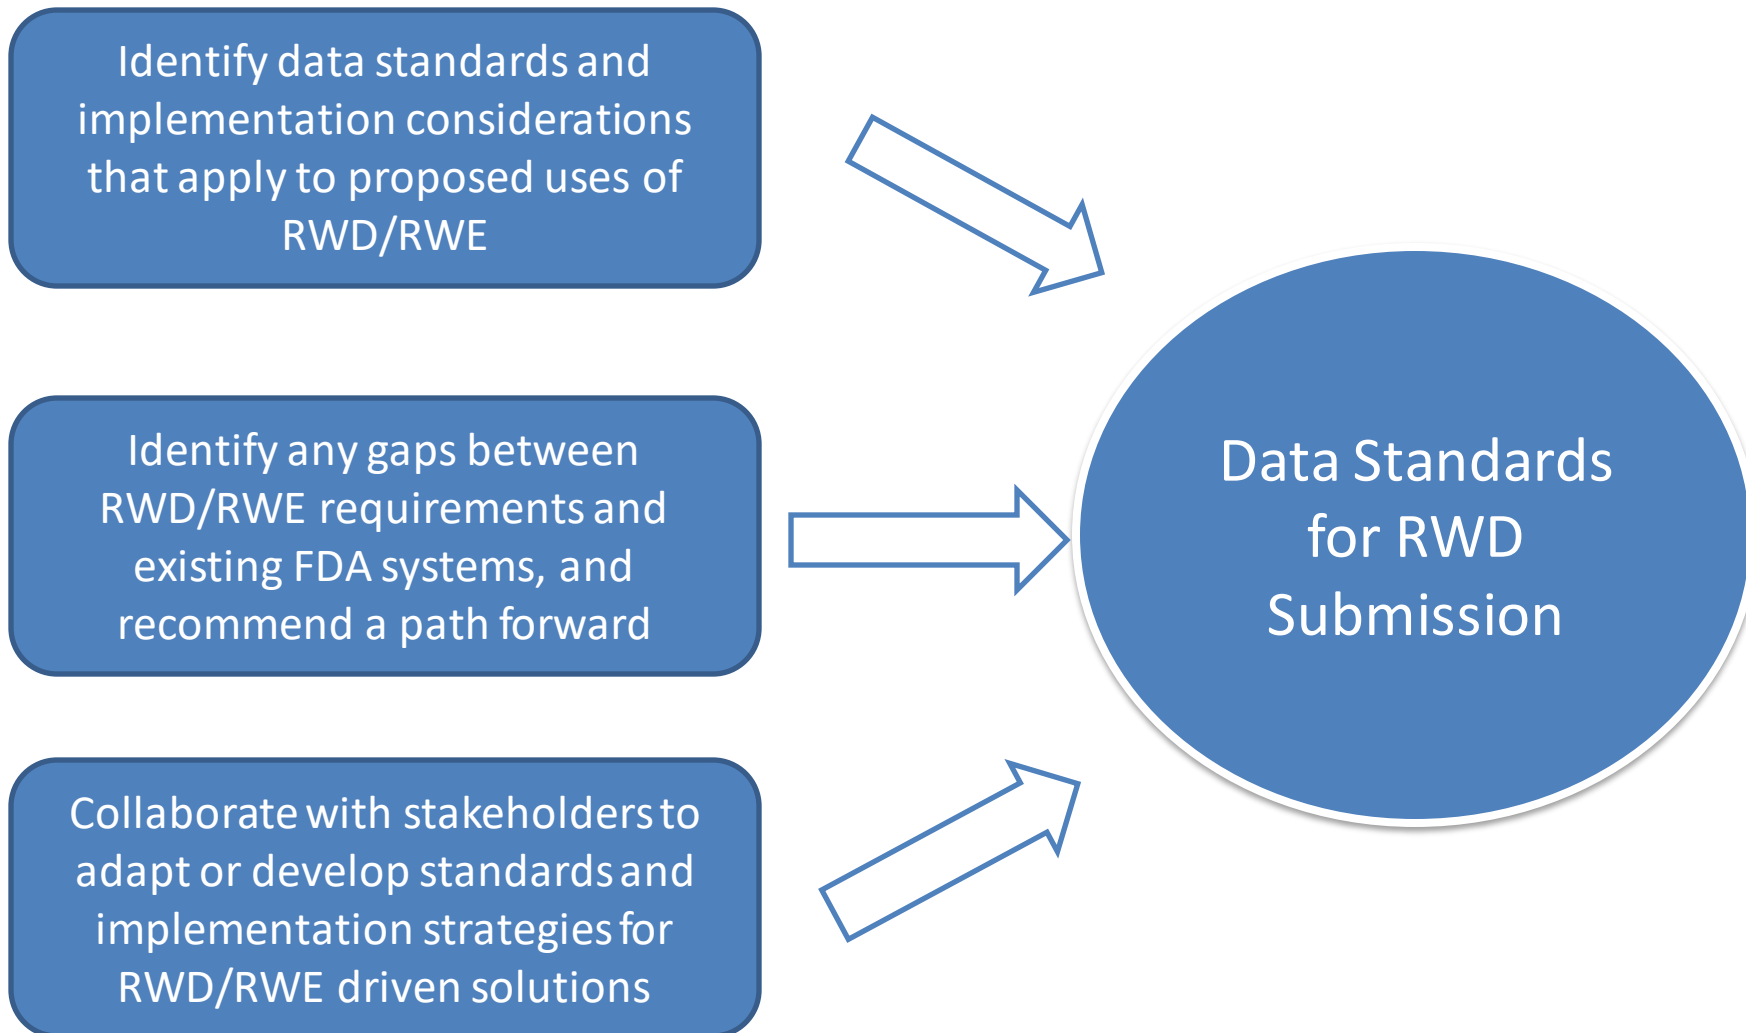 Identify data standards and
implementation considerations
that apply to proposed uses of
RWD/RWE
Identify any gaps between
RWD/RWE requirements and
existing FDA systems, and
recommend a path forward
Collaborate with stakeholders to
adapt or develop standards and
implementation strategies for
RWD/RWE driven solutions
Data Standards
for RWD
Submission